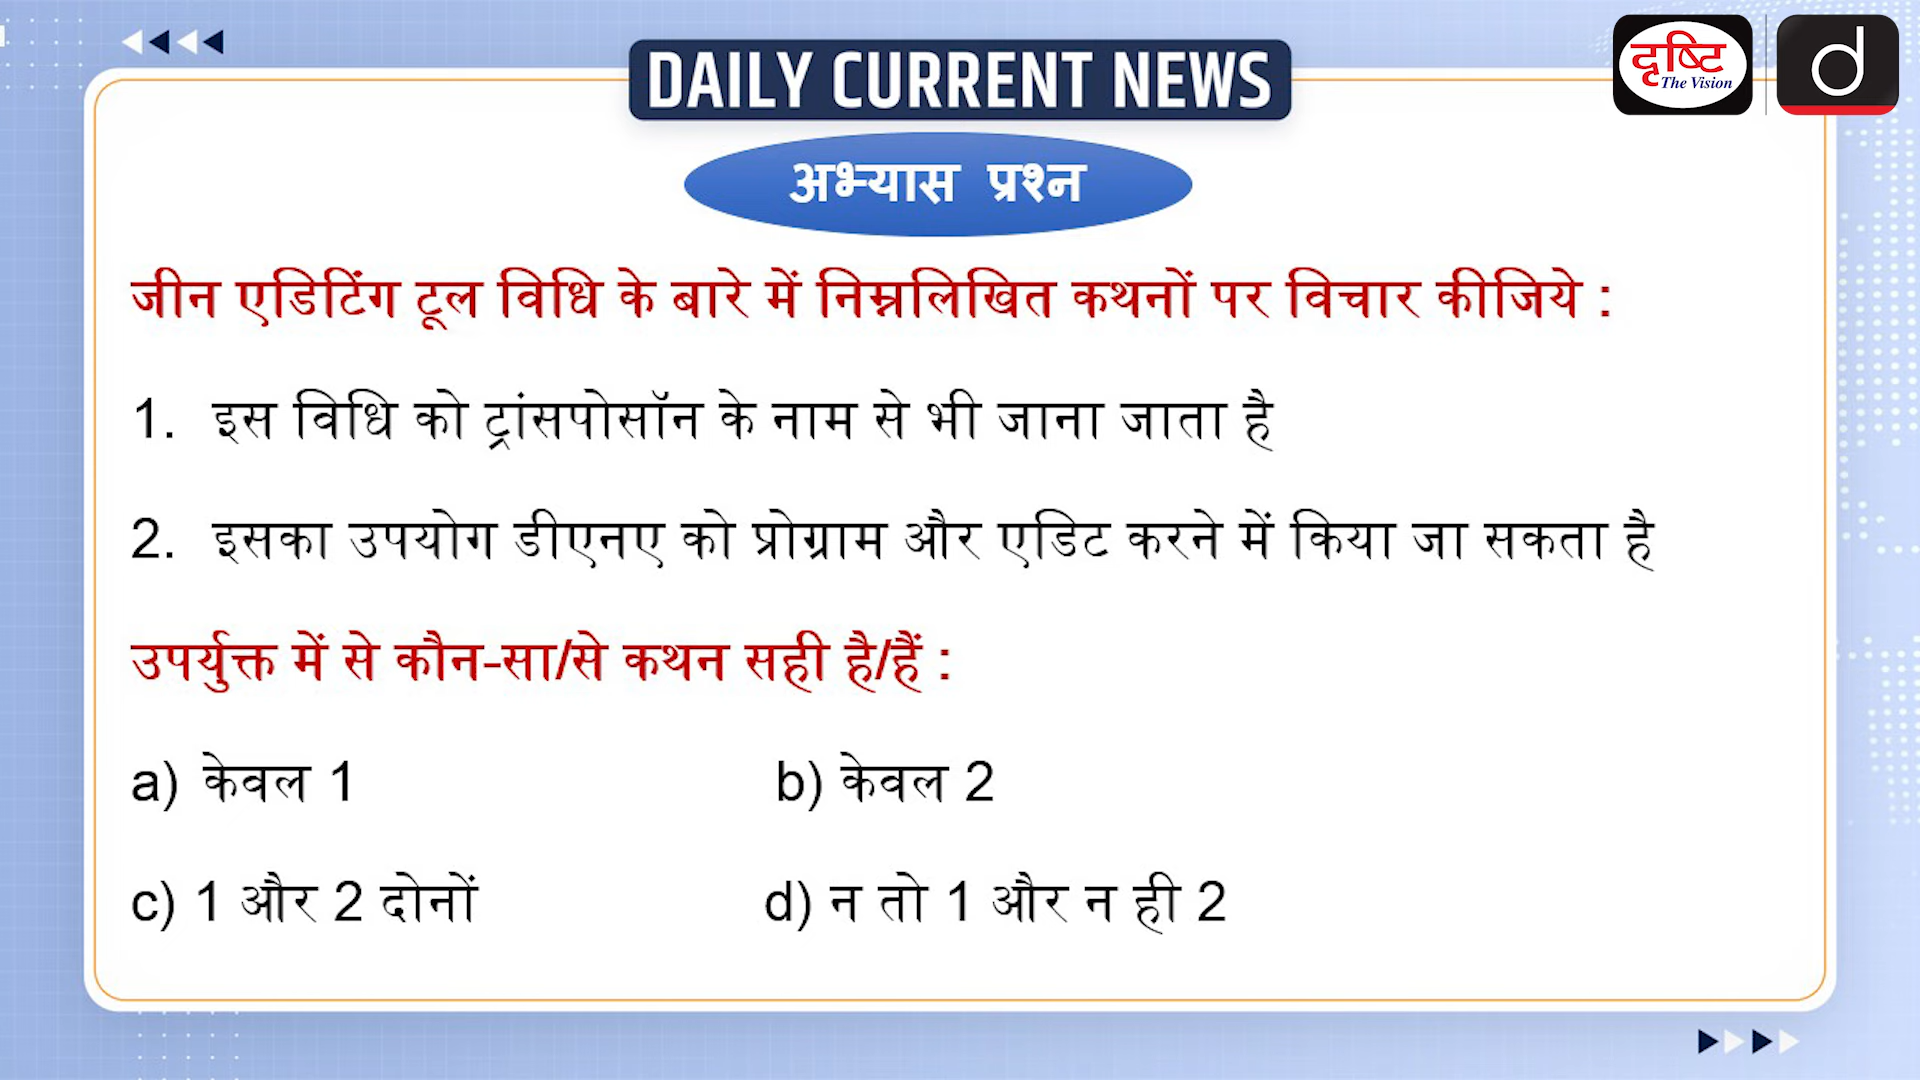 DAILY CURRENT NEWS
दृष्टि
The Vision
d
अभ्यास प्रश्न
जीन एडिटिंग टूल विधि के बारे में निम्नलिखित कथनों पर विचार कीजिये :
1. इस विधि को ट्रांसपोसॉन के नाम से भी जाना जाता है
2. इसका उपयोग डीएनए को प्रोग्राम और एडिट करने में किया जा सकता है
उपर्युक्त में से कौन-सा/से कथन सही है/हैं :
a) केवल 1 b) केवल 2
c) 1 और 2 दोनों d) न तो 1 और न ही 2